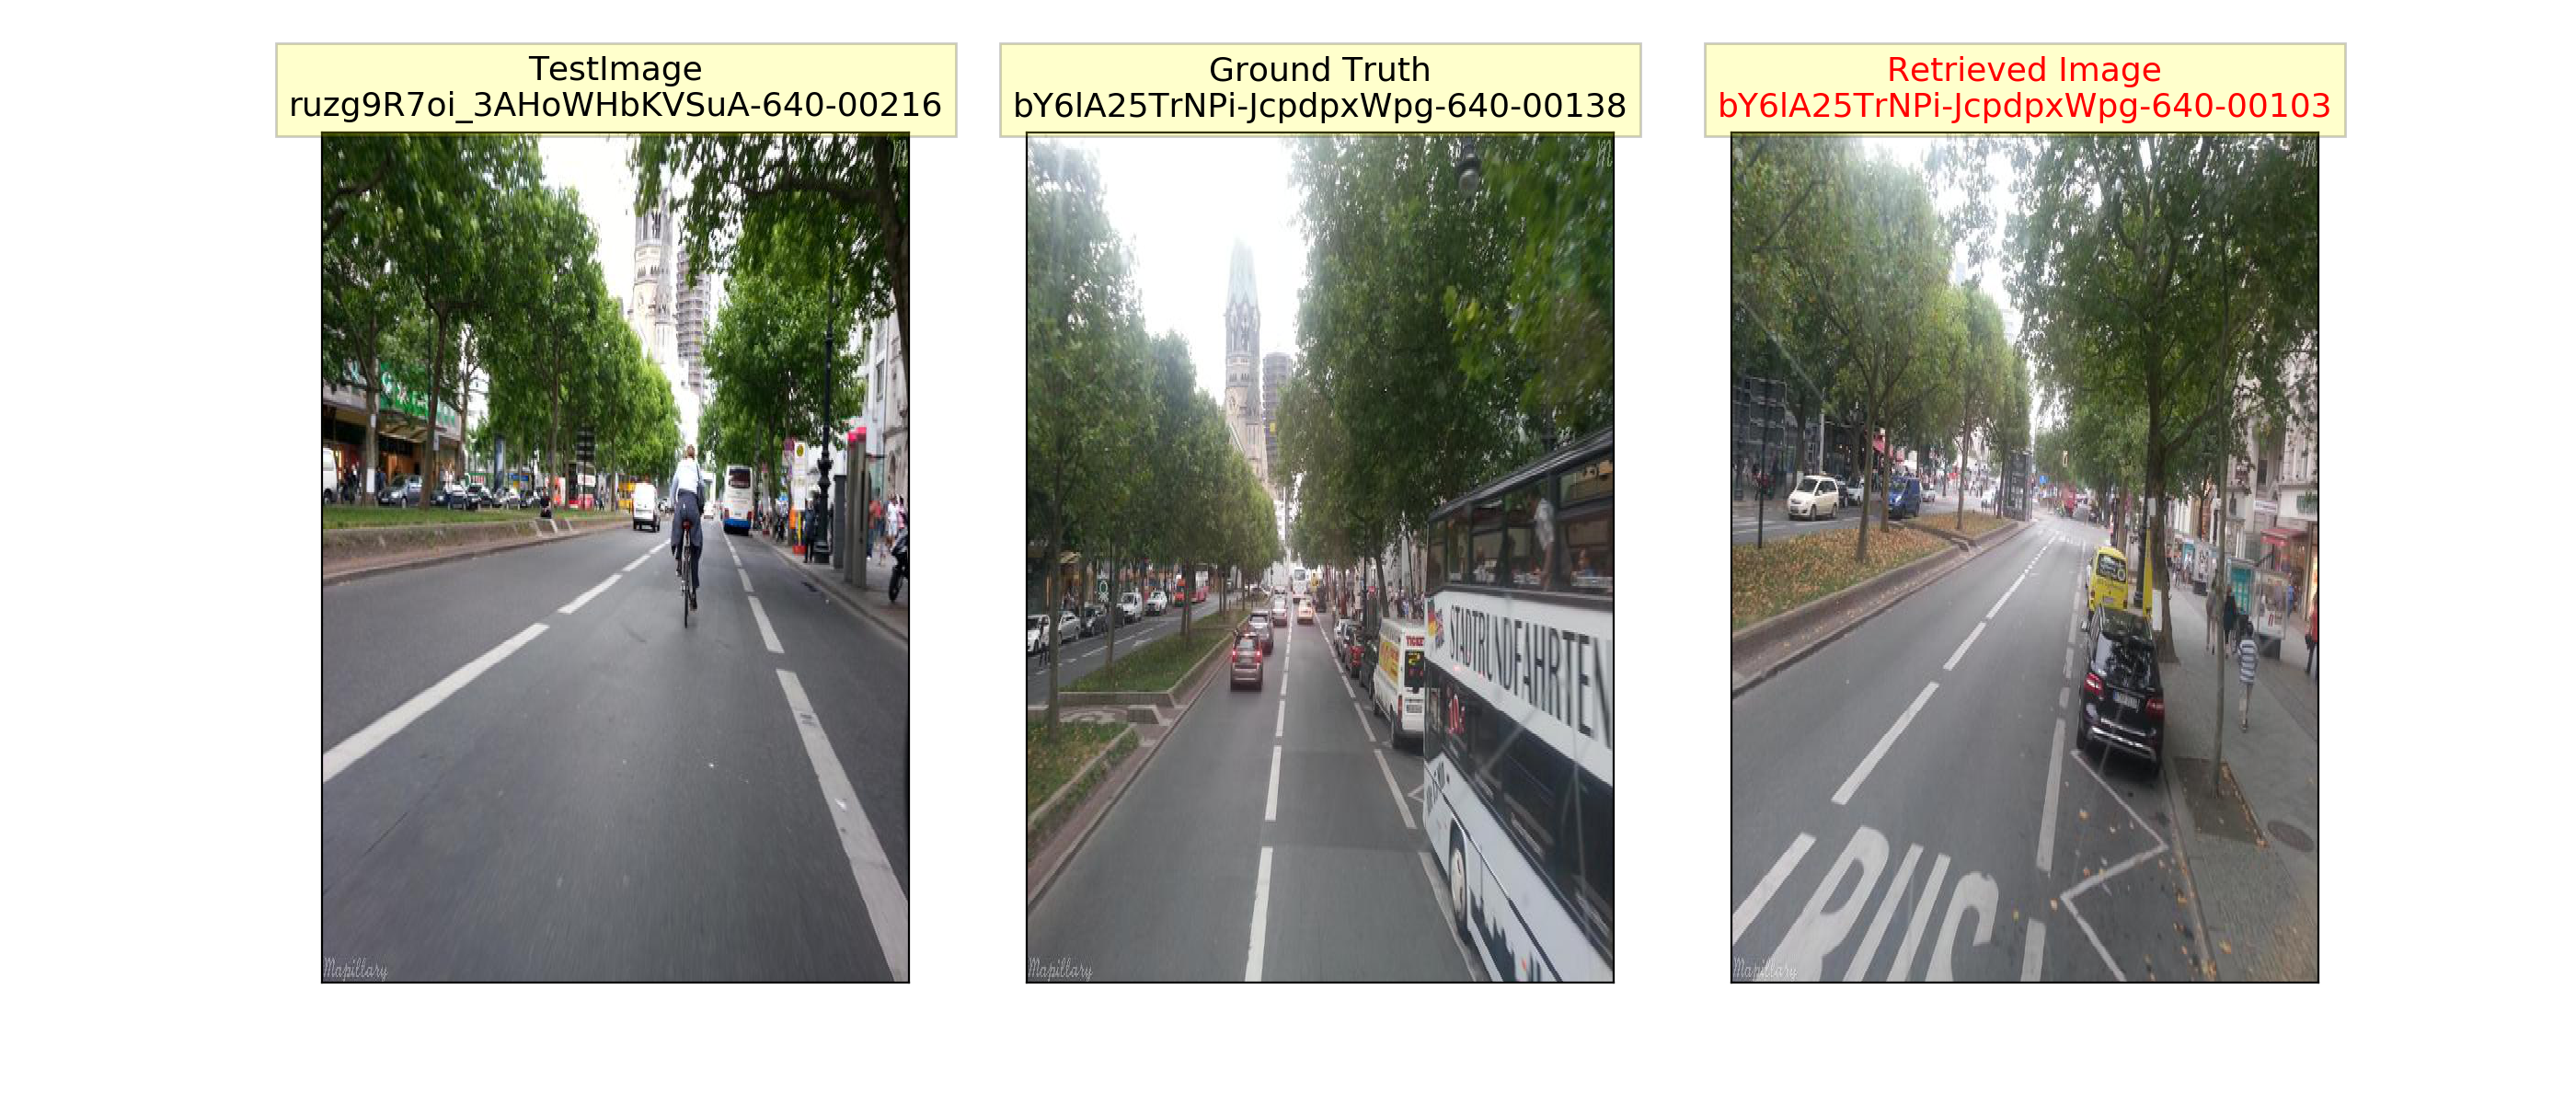 TestImage
ruzg9R7oi_3AHoWHbKVSuA-640-00216
Ground Truth
bY6lA25TrNPi-JcpdpxWpg-640-00138
Retrieved Image
bY6lA25TrNPi-JcpdpxWpg-640-00103
M
M
M
TICKET
STADTRUNDFAHRTEN
BUS
Mapillary
Mapillary
Mapillary